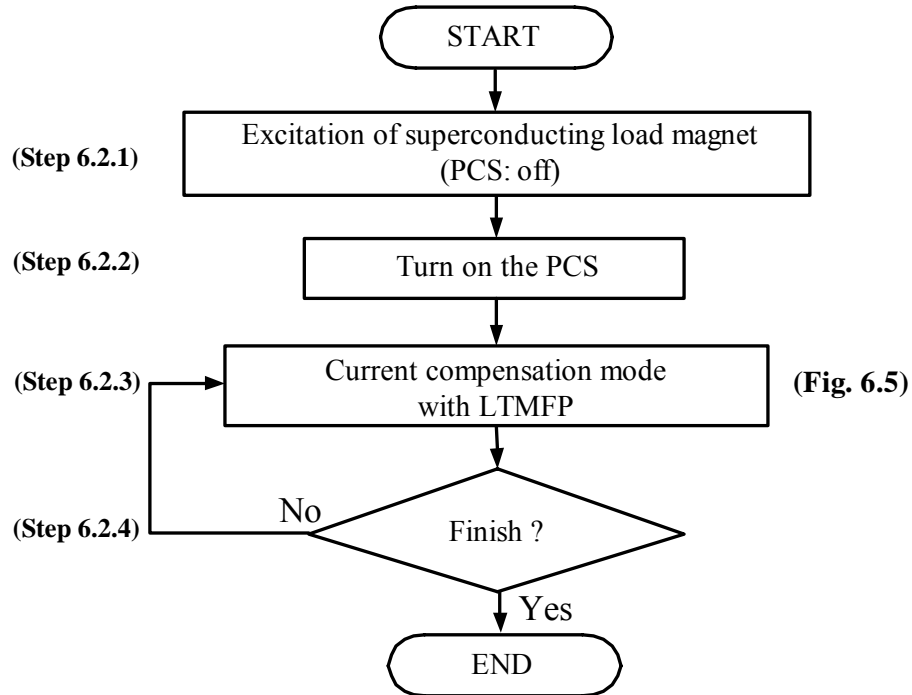 START
(Step 6.2.1)
Excitation of superconducting load magnet
(PCS: off)
(Step 6.2.2)
Turn on the PCS
(Step 6.2.3)
Current compensation mode
with LTMFP
(Fig. 6.5)
(Step 6.2.4)
No
Finish ?
Yes
END